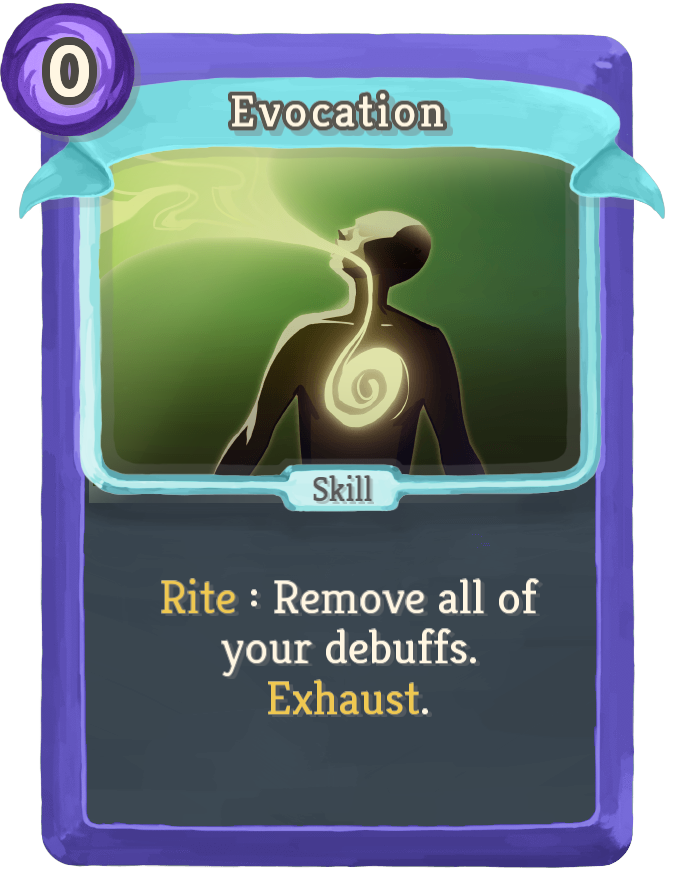 0
Evocation
Skill
Rite : Remove all of
your debuffs.
Exhaust.